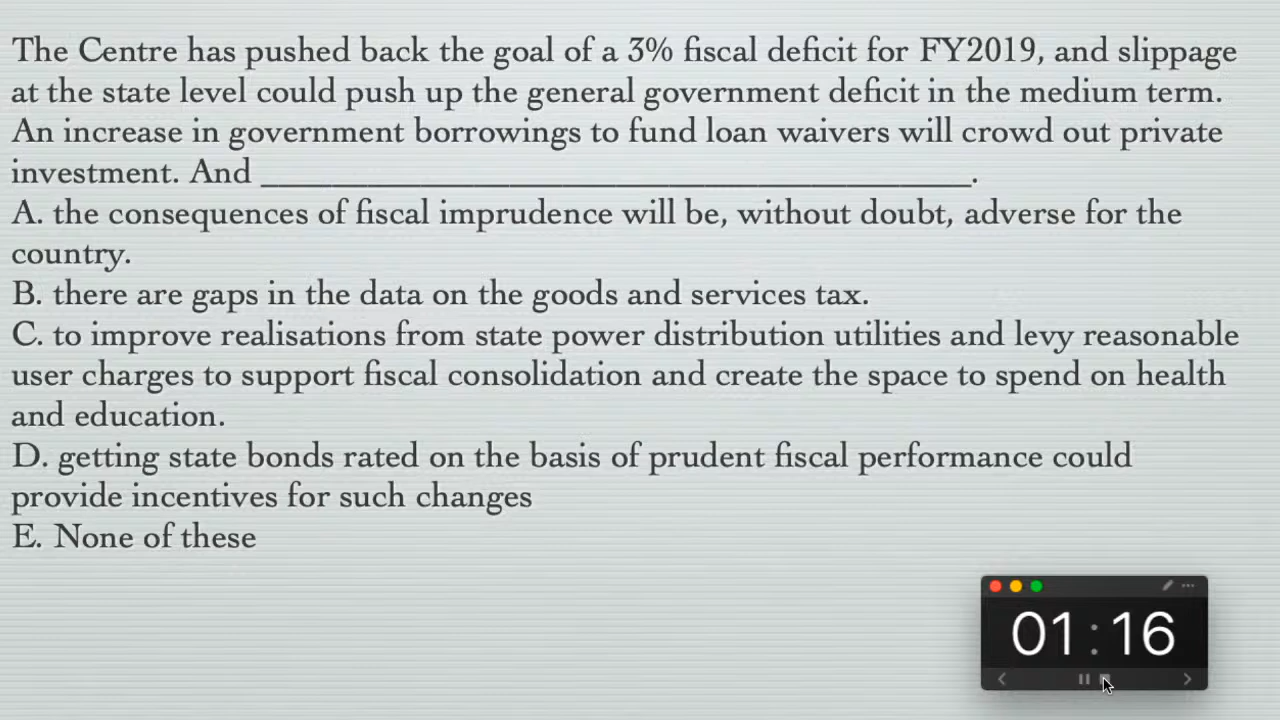 The Centre has pushed back the goal of a 3% fiscal deficit for FY2019, and slippage
at the state level could push up the general government deficit in the medium term.
An increase in government borrowings to fund loan waivers will crowd out private
investment. And ________________________________________.
A. the consequences of fiscal imprudence will be, without doubt, adverse for the
country.
B. there are gaps in the data on the goods and services tax.
C. to improve realisations from state power distribution utilities and levy reasonable
user charges to support fiscal consolidation and create the space to spend on health
and education.
D. getting state bonds rated on the basis of prudent fiscal performance could
provide incentives for such changes
E. None of these
01:16